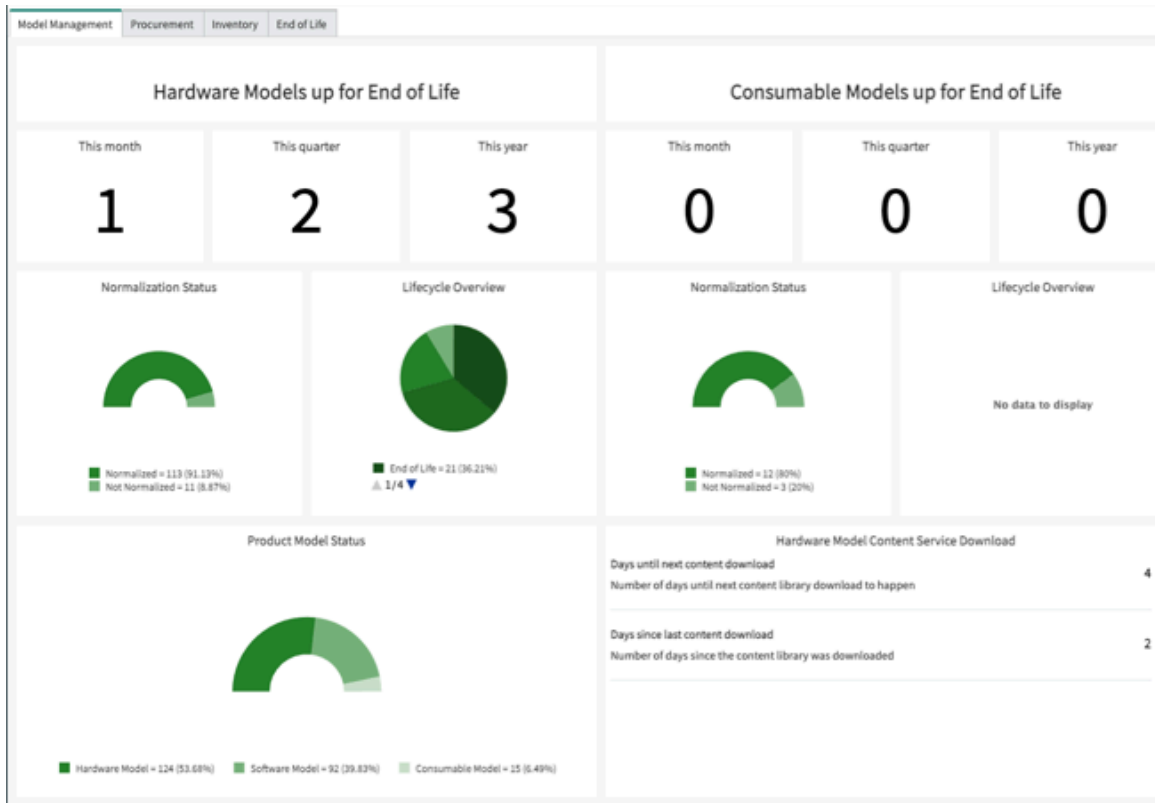 Model Management Procurement Inventory End of Life
Hardware Models up for End of Life
Consumable Models up for End of Life
This month This quarter This year
1 2 3
This month This quarter This year
0 0 0
Normalization Status
Normalized = 113 (91.13%)
Not Normalized = 11 (8.87%)
Lifecycle Overview
End of Life = 21 (36.21%)
1/4
Normalization Status
Normalized = 12 (80%)
Not Normalized = 3 (20%)
Lifecycle Overview
No data to display
Product Model Status
Hardware Model = 124 (53.68%) Software Model = 92 (39.83%) Consumable Model = 15 (6.49%)
Hardware Model Content Service Download
Days until next content download
Number of days until next content library download to happen
4
Days since last content download
Number of days since the content library was downloaded
2